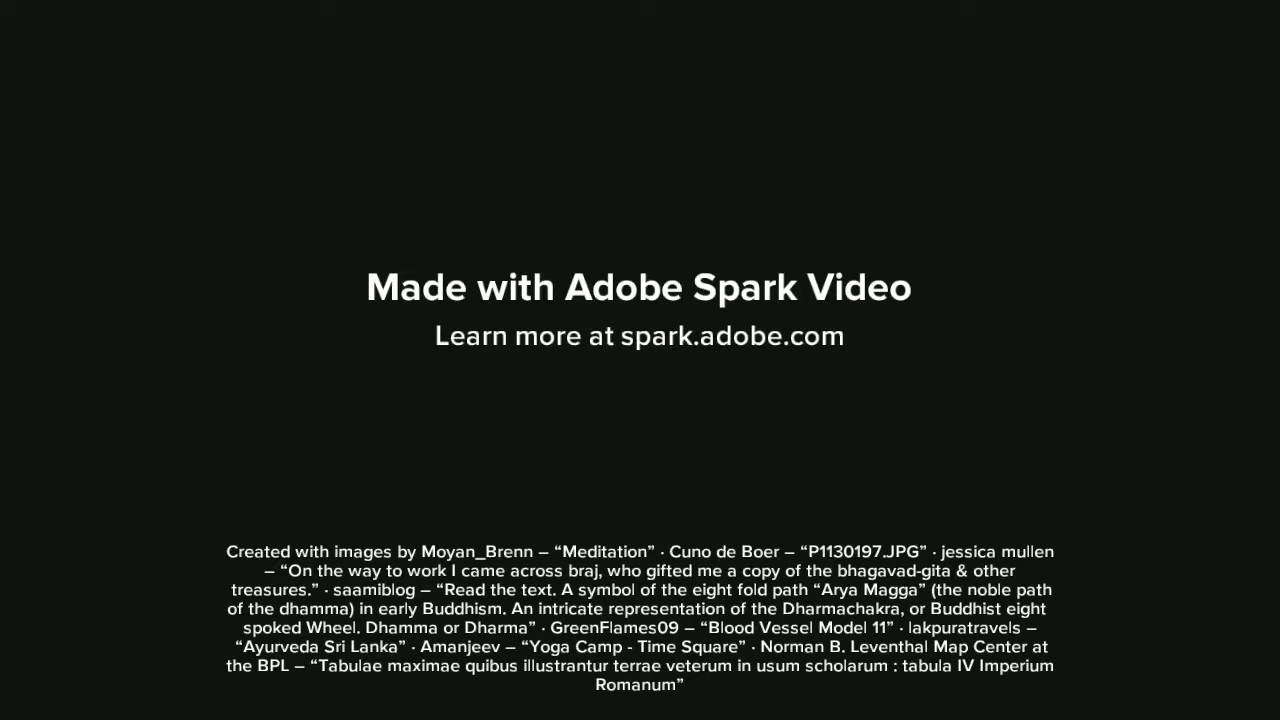 Made with Adobe Spark Video
Learn more at spark.adobe.com
Created with images by Moyan_Brenn – “Meditation” · Cuno de Boer – “P1130197.JPG” · jessica mullen
– “On the way to work I came across braj, who gifted me a copy of the bhagavad-gita & other
treasures.” · saamiblog – “Read the text. A symbol of the eight fold path “Arya Magga” (the noble path
of the dhamma) in early Buddhism. An intricate representation of the Dharmachakra, or Buddhist eight
spoked Wheel. Dhamma or Dharma” · GreenFlames09 – “Blood Vessel Model 11” · lakpuratravels –
“Ayurveda Sri Lanka” · Amanjeev – “Yoga Camp - Time Square” · Norman B. Leventhal Map Center at
the BPL – “Tabulae maximae quibus illustrantur terrae veterum in usum scholarum : tabula IV Imperium
Romanum”